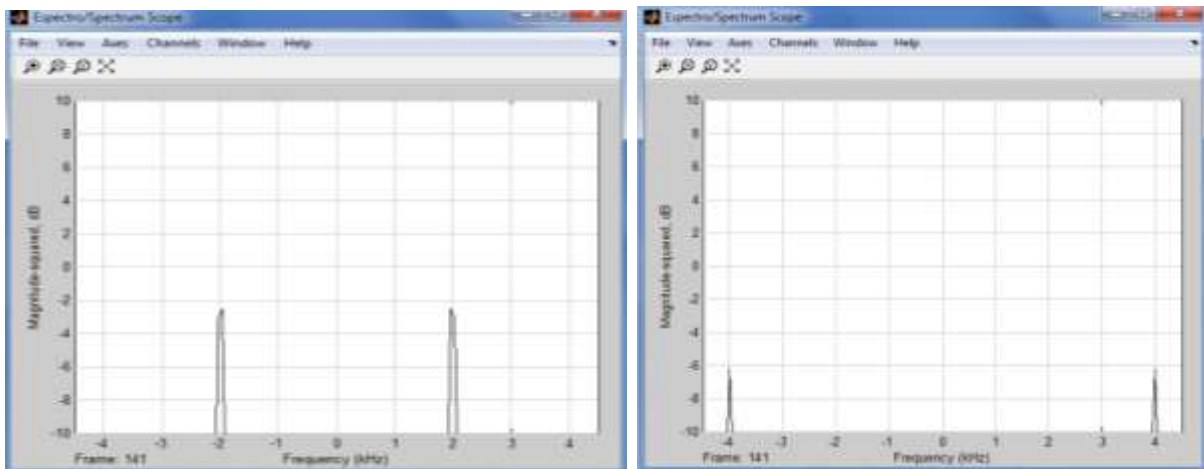 Espectro/Spectrum Scope
File View Axes Channels Window Help
10
8
6
4
2
0
-2
-4
-6
-8
-10
Magnitude-squared, dB
-4 -3 -2 -1 0 1 2 3 4
Frame: 141 Frequency (kHz)
Espectro/Spectrum Scope
File View Axes Channels Window Help
10
8
6
4
2
0
-2
-4
-6
-8
-10
Magnitude-squared, dB
-4 -3 -2 -1 0 1 2 3 4
Frame: 141 Frequency (kHz)